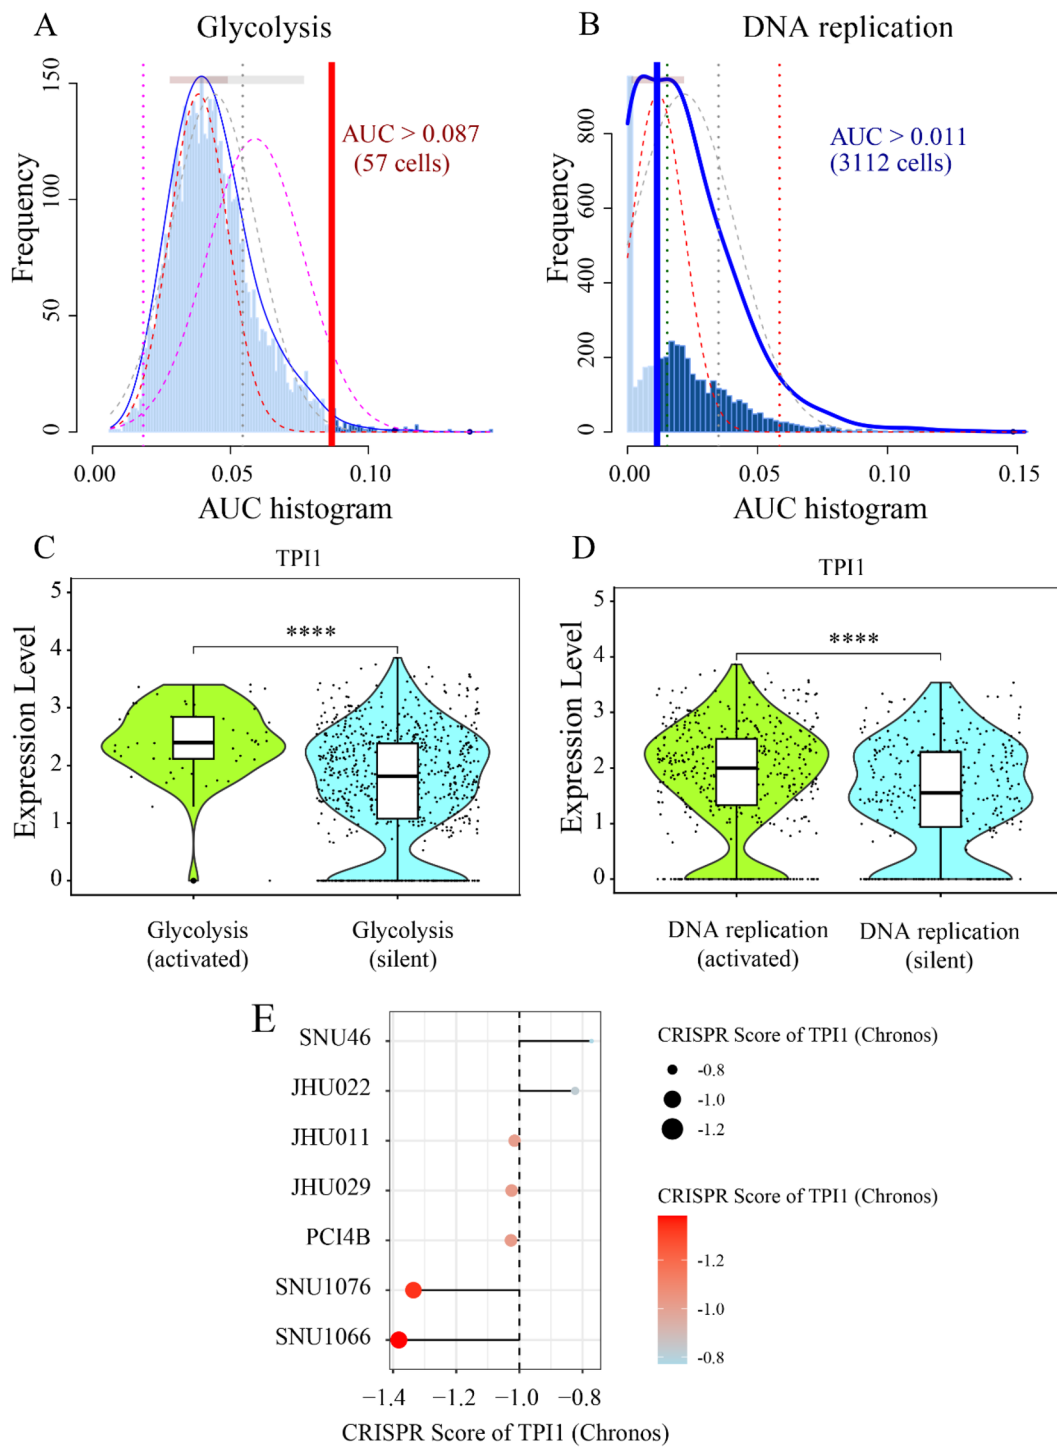 A
Glycolysis
150
100
50
0
Frequency
AUC > 0.087
(57 cells)
0.00
0.05
0.10
AUC histogram
B
DNA replication
800
600
400
200
0
Frequency
AUC > 0.011
(3112 cells)
0.00
0.05
0.10
0.15
AUC histogram
C
TPI1
5
4
3
2
1
0
Expression Level
****
Glycolysis
(activated)
Glycolysis
(silent)
D
TPI1
5
4
3
2
1
0
Expression Level
****
DNA replication
(activated)
DNA replication
(silent)
E
SNU46
JHU022
JHU011
JHU029
PCI4B
SNU1076
SNU1066
−1.4
−1.2
−1.0
−0.8
CRISPR Score of TPI1 (Chronos)
CRISPR Score of TPI1 (Chronos)
-0.8
-1.0
-1.2
CRISPR Score of TPI1 (Chronos)
-1.2
-1.0
-0.8